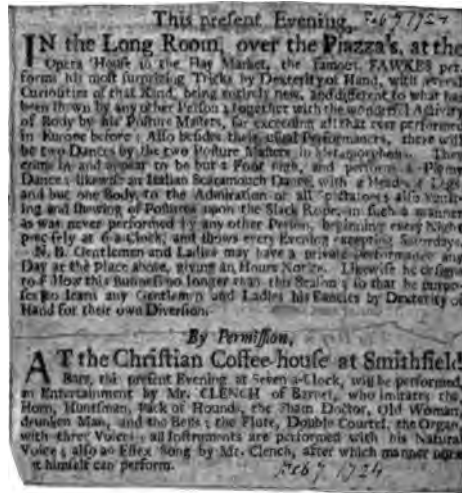 This present Evening, Feb 7 1724
IN the Long Room, over the Piazza's, at the
Opera House in the Hay Market, the famous FAWKES per-
forms his most surprizing Tricks by Dexterity of Hand, with several
Curiosities of that Kind, being entirely new, and different to what has
been shown by any other Person; together with the wonderful Activity
of Body by his Posture Masters, far exceeding all that ever performed
in Europe before: Also besides their usual Performances, there will
be two Dances by the two Posture Masters in Metamorphosis. They
come in and appear to be but a Foot high, and perform a Pigmy
Dance; likewise an Italian Scaramouch Dance, with 2 Heads, 4 Legs
and but one Body, to the Admiration of all Spectators; also Vault-
ing and shewing of Postures upon the Slack Rope, in such a manner
as was never performed by any other Person, beginning every Night
precisely at 6 a-Clock, and shows every Evening excepting Saturdays.
N. B. Gentlemen and Ladies may have a private Performance any
Day at the Place above, giving an Hours Notice. Likewise he designs
to follow this Business no longer than this Season; so that he purpo-
ses to learn any Gentlemen and Ladies his Fancies by Dexterity of
Hand for their own Diversion.
By Permission,
AT the Christian Coffee-house at Smithfield
Bars, this present Evening at Seven a-Clock, will be performed
an Entertainment by Mr. CLENCH of Barnet, who imitates the
Horn, Huntsman, Pack of Hounds, the Sham Doctor, Old Woman,
drunken Man, and the Bells; the Flute, Double Courtel, the Organ,
with three Voices; all Instruments are performed with his Natural
Voice; also an Essex Song by Mr. Clench, after which manner none
himself can perform. Feb 7 1724